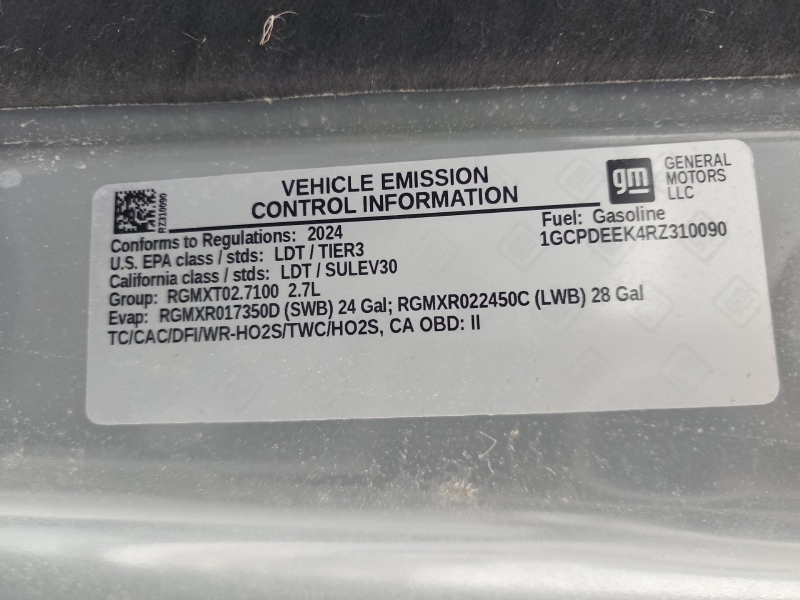 VEHICLE EMISSION
CONTROL INFORMATION
gm
GENERAL
MOTORS
LLC
RZ310090
Conforms to Regulations: 2024
Fuel: Gasoline
U.S. EPA class / stds: LDT / TIER3
1GCPDEEK4RZ310090
California class / stds: LDT / SULEV30
Group: RGMXT02.7100 2.7L
Evap: RGMXR017350D (SWB) 24 Gal; RGMXR022450C (LWB) 28 Gal
TC/CAC/DFI/WR-HO2S/TWC/HO2S, CA OBD: II